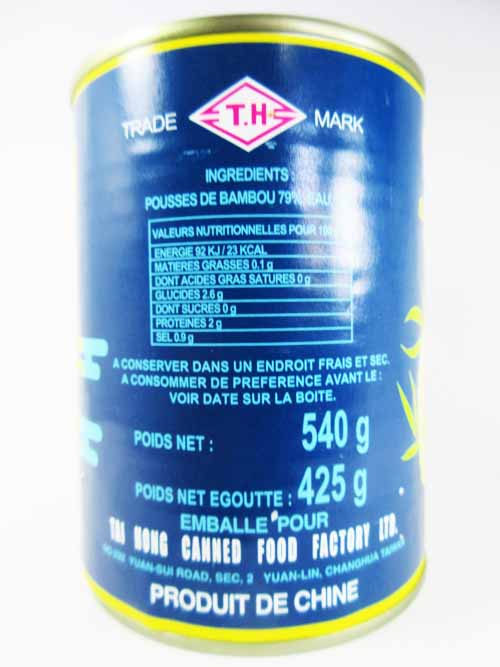 TRADE T.H MARK
INGREDIENTS :
POUSSES DE BAMBOU 79% EAU
VALEURS NUTRITIONNELLES POUR 100
ENERGIE 92 KJ / 23 KCAL
MATIERES GRASSES 0.1 g
DONT ACIDES GRAS SATURES 0 g
GLUCIDES 2.6 g
DONT SUCRES 0 g
PROTEINES 2 g
SEL 0.9 g
A CONSERVER DANS UN ENDROIT FRAIS ET SEC.
A CONSOMMER DE PREFERENCE AVANT LE :
VOIR DATE SUR LA BOITE.
POIDS NET : 540 g
POIDS NET EGOUTTE : 425 g
EMBALLE POUR
TAI HONG CANNED FOOD FACTORY LTD.
YUAN-SUI ROAD, SEC, 2 YUAN-LIN, CHANGHUA TAIWAN
PRODUIT DE CHINE